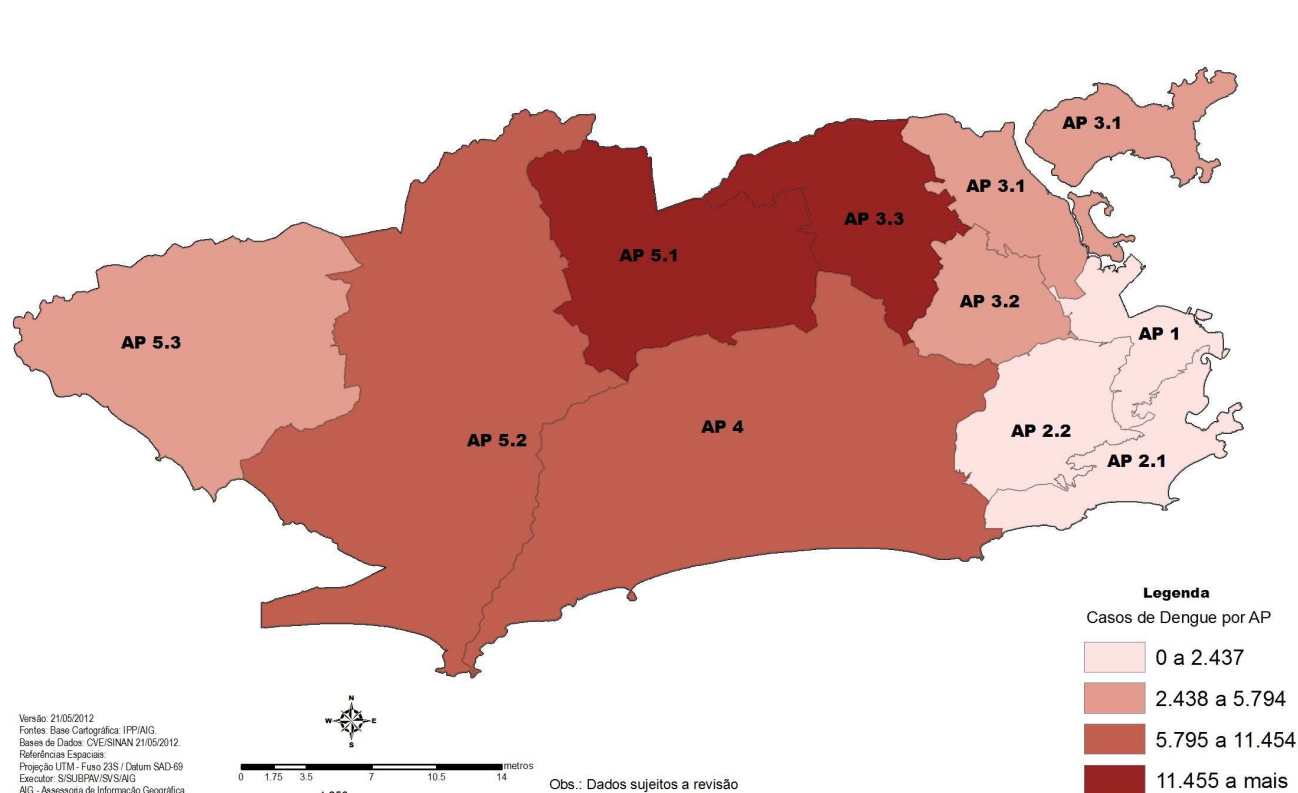 AP 3.1
AP 3.1
AP 3.3
AP 5.1
AP 3.2
AP 5.3
AP 1
AP 4
AP 2.2
AP 5.2
AP 2.1
Legenda
Casos de Dengue por AP
0 a 2.437
2.438 a 5.794
5.795 a 11.454
11.455 a mais
N
W E
S
Versão: 21/05/2012
Fontes: Base Cartográfica: IPP/AIG.
Bases de Dados: CVE/SINAN 21/05/2012.
Referências Espaciais:
Projeção UTM - Fuso 23S / Datum SAD-69
Executor: S/SUBPAV/SVS/AIG
AIG - Assessoria de Informação Geográfica
metros
0 1.75 3.5 7 10.5 14
Obs.: Dados sujeitos a revisão